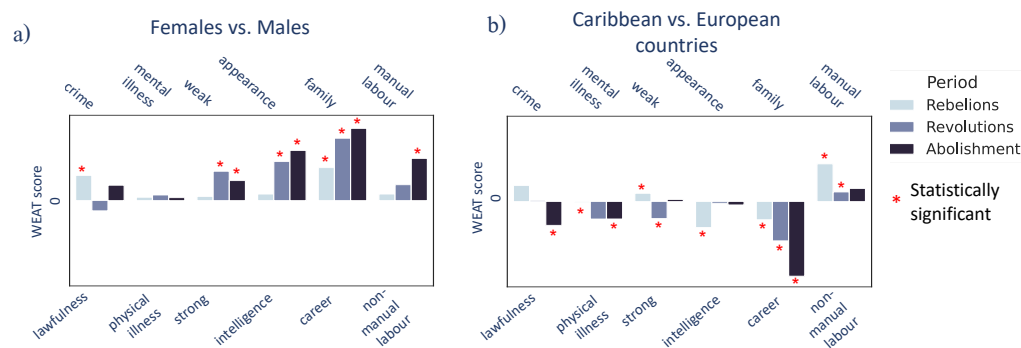 a)
Females vs. Males
crime
mental
illness
weak
appearance
family
manual
labour
WEAT score
0
lawfulness
physical
illness
strong
intelligence
career
non-
manual
labour
b)
Caribbean vs. European
countries
crime
mental
illness
weak
appearance
family
manual
labour
WEAT score
0
lawfulness
physical
illness
strong
intelligence
career
non-
manual
labour
Period
Rebelions
Revolutions
Abolishment
* Statistically
significant